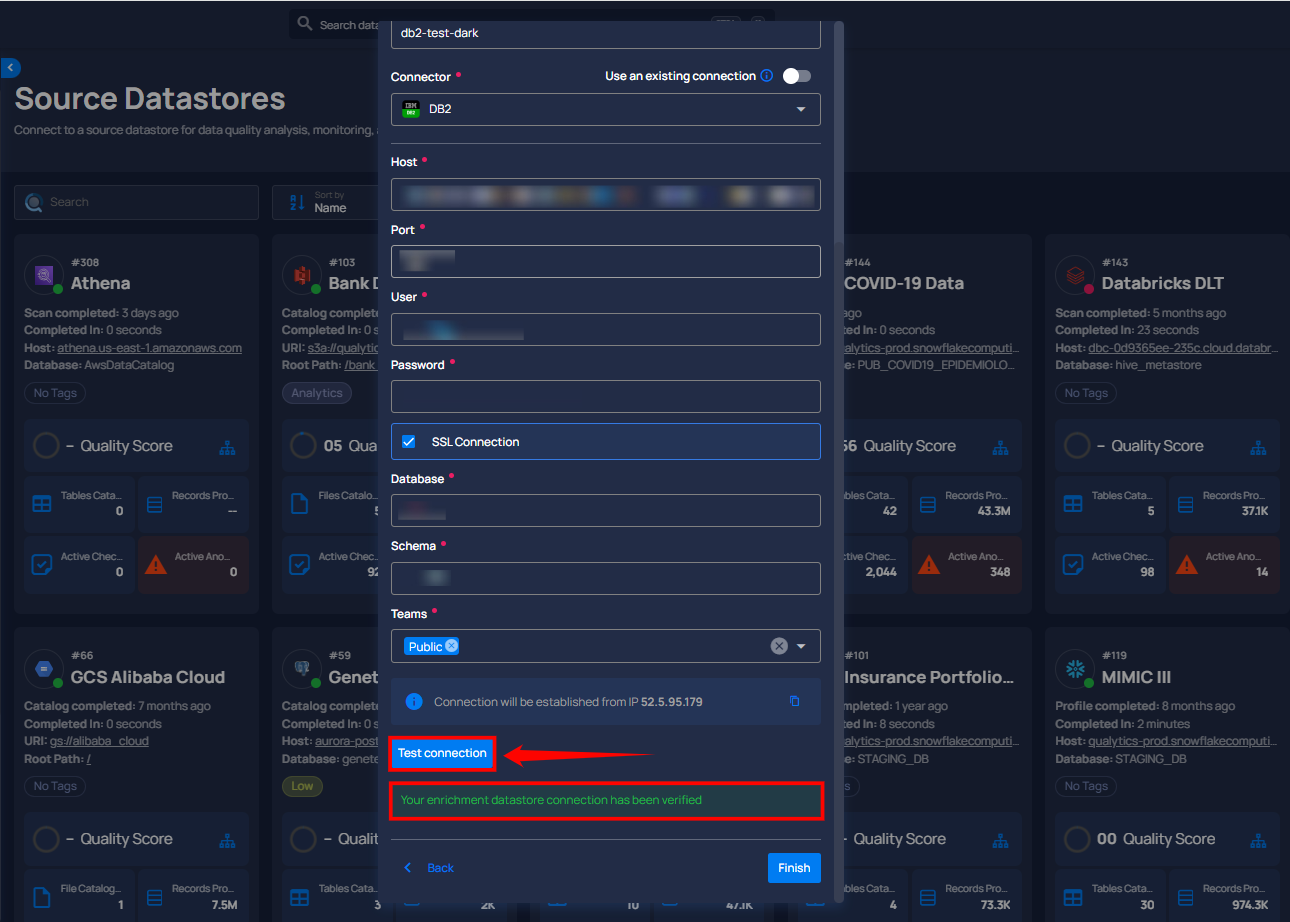 Search data
db2-test-dark
Connector *
Use an existing connection
IBM
DB2
DB2
Source Datastores
Connect to a source datastore for data quality analysis, monitoring,
Host *
Search
Sort by
Name
Port *
User *
Password *
SSL Connection
Database *
Schema *
Teams *
Public
Connection will be established from IP 52.5.95.179
Test connection
Your enrichment datastore connection has been verified
Back
Finish
#308
Athena
Scan completed: 3 days ago
Completed In: 0 seconds
Host: athena.us-east-1.amazonaws.com
Database: AwsDataCatalog
No Tags
– Quality Score
Tables Cata...
0
Records Pro...
--
Active Chec...
0
Active Ano...
0
#103
Bank D
Catalog complete
Completed In: 0 s
URI: s3a://qualytic
Root Path: /bank_
Analytics
05 Qua
Files Catalo...
5
Active Chec
92
#144
COVID-19 Data
ago
0 seconds
alytics-prod.snowflakecomputi...
e: PUB_COVID19_EPIDEMIOLO...
56 Quality Score
bles Cata...
42
Records Pro...
43.3M
tive Chec...
2,044
Active Ano...
348
#143
Databricks DLT
Scan completed: 5 months ago
Completed In: 23 seconds
Host: dbc-0d9365ee-235c.cloud.databr...
Database: hive_metastore
No Tags
– Quality Score
Tables Cata...
5
Records Pro...
37.1K
Active Chec...
98
Active Ano...
14
#66
GCS Alibaba Cloud
Catalog completed: 7 months ago
Completed In: 0 seconds
URI: gs://alibaba_cloud
Root Path: /
No Tags
– Quality Score
File Catalog...
1
Records Pro...
7.5M
#59
Genet
Catalog complete
Completed In: 0 s
Host: aurora-post
Database: genete
Low
– Qualit
Tables Cata
3
2K
10
47.1K
#101
Insurance Portfolio...
mpleted: 1 year ago
In: 8 seconds
alytics-prod.snowflakecomputi...
e: STAGING_DB
s
– Quality Score
bles Cata...
4
Records Pro...
73.3K
#119
MIMIC III
Profile completed: 8 months ago
Completed In: 2 minutes
Host: qualytics-prod.snowflakecomputi...
Database: STAGING_DB
No Tags
00 Quality Score
Tables Cata...
30
Records Pro...
974.3K